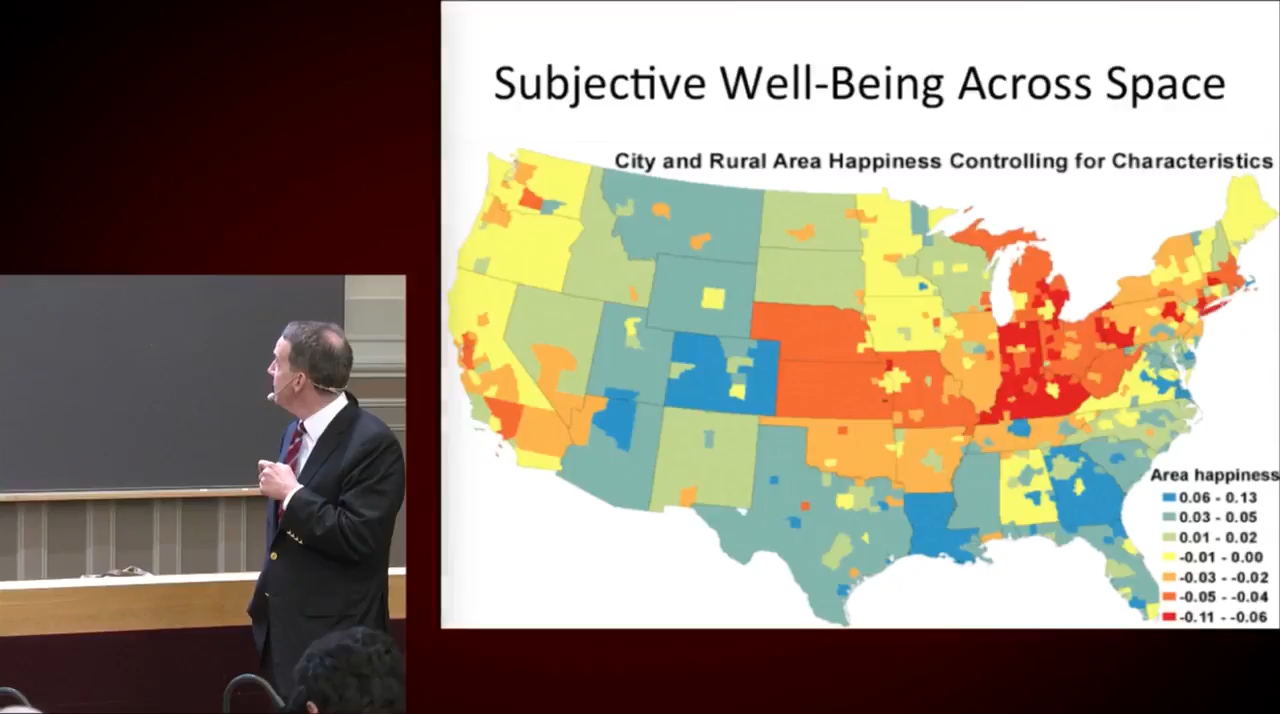 Subjective Well-Being Across Space
City and Rural Area Happiness Controlling for Characteristics
Area happiness
0.06 - 0.13
0.03 - 0.05
0.01 - 0.02
-0.01 - 0.00
-0.03 - -0.02
-0.05 - -0.04
-0.11 - -0.06